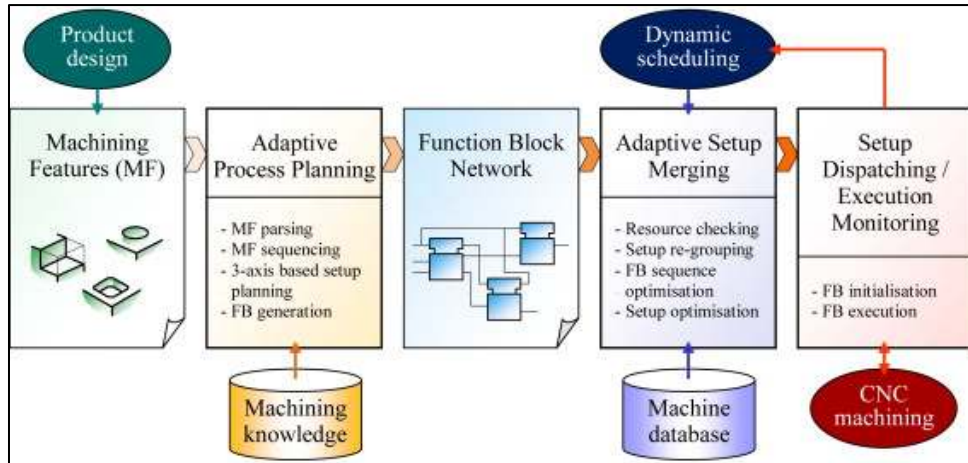 Product
design
Dynamic
scheduling
Machining
Features (MF)
Adaptive
Process Planning
- MF parsing
- MF sequencing
- 3-axis based setup
planning
- FB generation
Function Block
Network
Adaptive Setup
Merging
- Resource checking
- Setup re-grouping
- FB sequence
optimisation
- Setup optimisation
Setup
Dispatching /
Execution
Monitoring
- FB initialisation
- FB execution
Machining
knowledge
Machine
database
CNC
machining